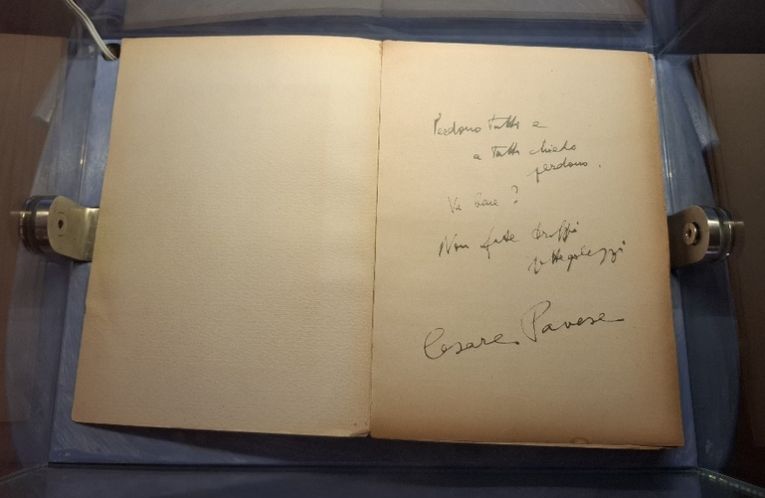 Perdono tutti e
a tutti chiedo
perdono.
Va bene?
Non fate troppi
pettegolezzi
Cesare Pavese